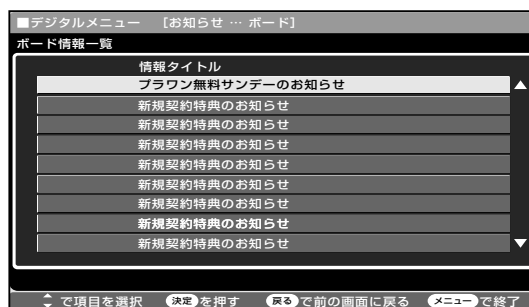 ■デジタルメニュー [お知らせ … ボード]
ボード情報一覧
情報タイトル
プラワン無料サンデーのお知らせ
新規契約特典のお知らせ
新規契約特典のお知らせ
新規契約特典のお知らせ
新規契約特典のお知らせ
新規契約特典のお知らせ
新規契約特典のお知らせ
新規契約特典のお知らせ
新規契約特典のお知らせ
で項目を選択 決定を押す 戻るで前の画面に戻る メニューで終了